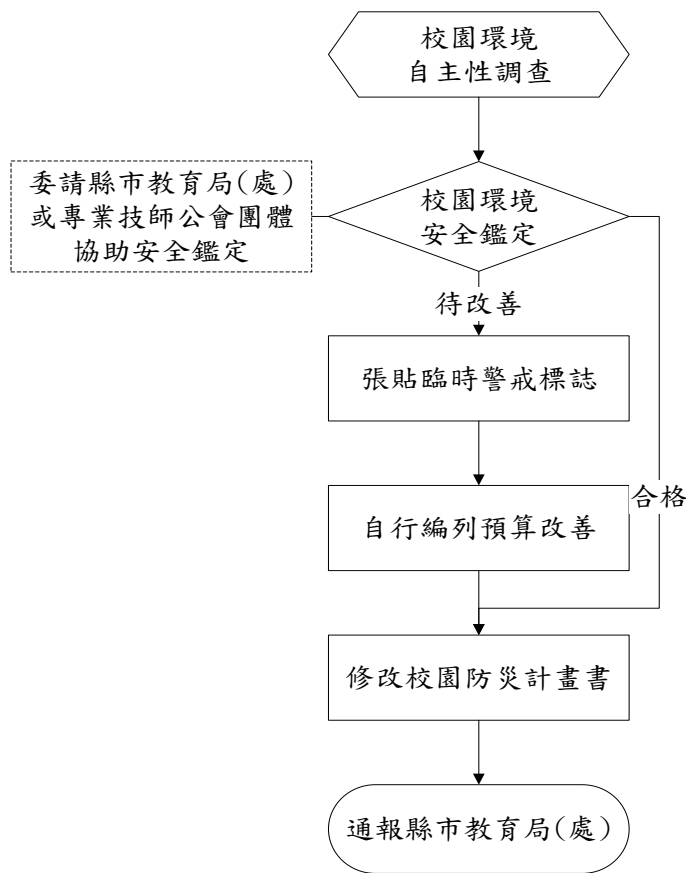 校園環境
自主性調查
委請縣市教育局(處)
或專業技師公會團體
協助安全鑑定
校園環境
安全鑑定
待改善
張貼臨時警戒標誌
自行編列預算改善
合格
修改校園防災計畫書
通報縣市教育局(處)